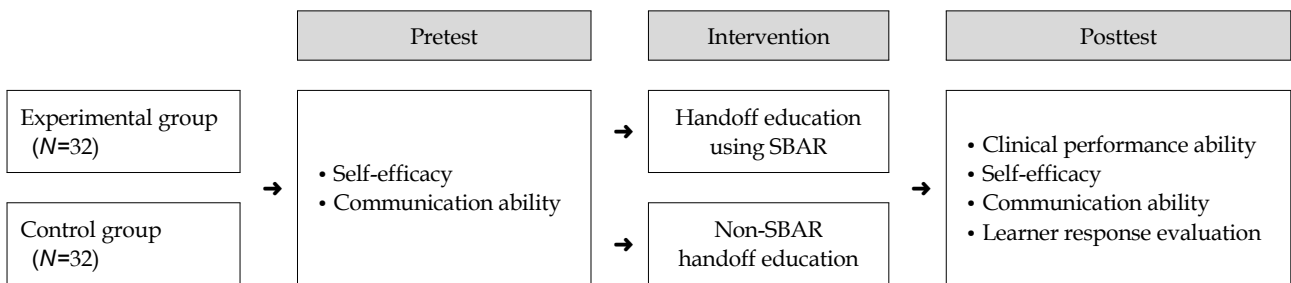 Pretest
Intervention
Posttest
Experimental group
(N=32)
Control group
(N=32)
• Self-efficacy
• Communication ability
Handoff education
using SBAR
Non-SBAR
handoff education
• Clinical performance ability
• Self-efficacy
• Communication ability
• Learner response evaluation